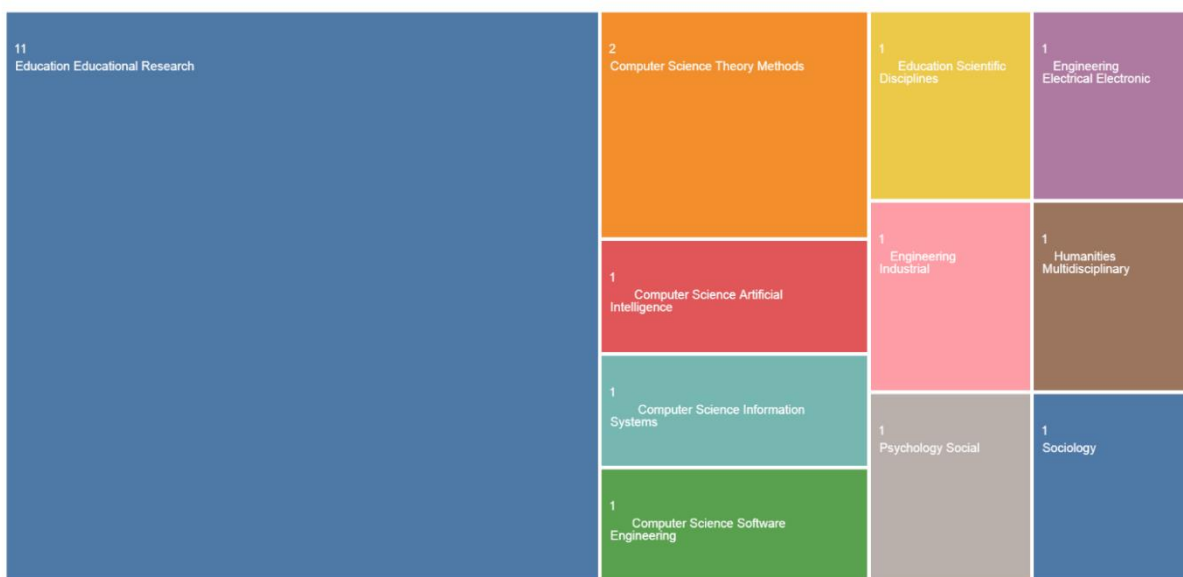 11
Education Educational Research
2
Computer Science Theory Methods
1
Computer Science Artificial
Intelligence
1
Computer Science Information
Systems
1
Computer Science Software
Engineering
1
Education Scientific
Disciplines
1
Engineering
Industrial
1
Psychology Social
1
Engineering
Electrical Electronic
1
Humanities
Multidisciplinary
1
Sociology